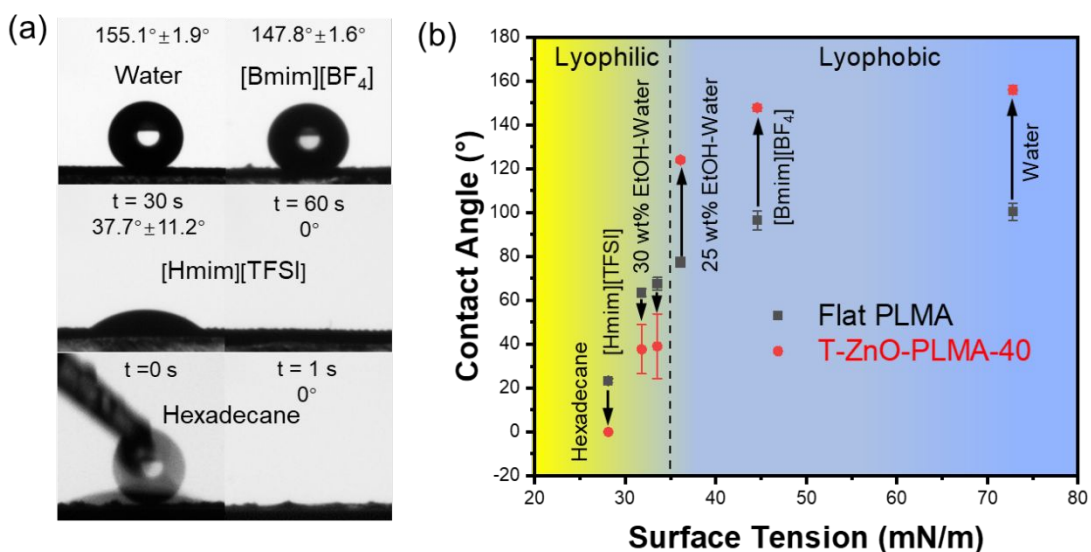 (a)
155.1°±1.9°
147.8°±1.6°
Water
[Bmim][BF₄]
t = 30 s
t = 60 s
37.7°±11.2°
0°
[Hmim][TFSI]
t =0s
t = 1 s
0°
Hexadecane
(b)
180
160
140
120
100
80
60
40
20
0
-20
Contact Angle (°)
Lyophilic
Lyophobic
Hexadecane
[Hmim][TFSI]
30 wt% EtOH-Water
25 wt% EtOH-Water
[Bmim][BF₄]
Water
Flat PLMA
T-ZnO-PLMA-40
20
30
40
50
60
70
80
Surface Tension (mN/m)